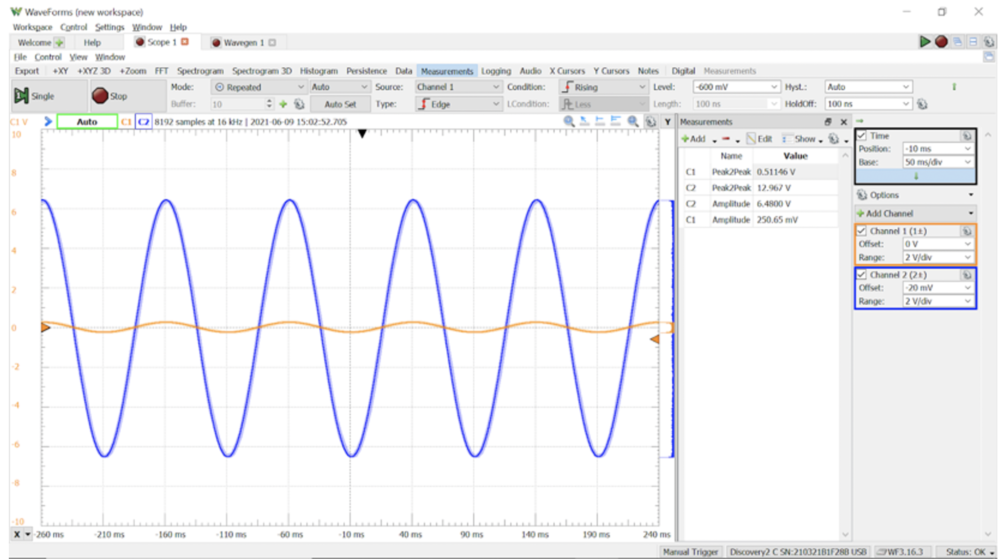 WaveForms (new workspace)
Workspace Control Settings Window Help
Welcome Help Scope 1 Wavegen 1
File Control View Window
Export +XY +XYZ 3D +Zoom FFT Spectrogram Spectrogram 3D Histogram Persistence Data Measurements Logging Audio X Cursors Y Cursors Notes Digital Measurements
Single Stop Mode: Repeated Auto Source: Channel 1 Condition: Rising Level: -600 mV Hyst.: Auto
Buffer: 10 Auto Set Type: Edge LCondition: Less Length: 100 ns HoldOff: 100 ns
C1 V Auto C1 C2 8192 samples at 16 kHz | 2021-06-09 15:02:52.705 Y
10
8
6
4
2
0
-2
-4
-6
-8
-10
X -260 ms -210 ms -160 ms -110 ms -60 ms -10 ms 40 ms 90 ms 140 ms 190 ms 240 ms
Measurements
Add Edit Show
Name Value
C1 Peak2Peak 0.51146 V
C2 Peak2Peak 12.967 V
C2 Amplitude 6.4800 V
C1 Amplitude 250.65 mV
Time
Position: -10 ms
Base: 50 ms/div
Options
Add Channel
Channel 1 (1±)
Offset: 0 V
Range: 2 V/div
Channel 2 (2±)
Offset: -20 mV
Range: 2 V/div
Manual Trigger Discovery2 C SN:210321B1F28B USB WF3.16.3 Status: OK